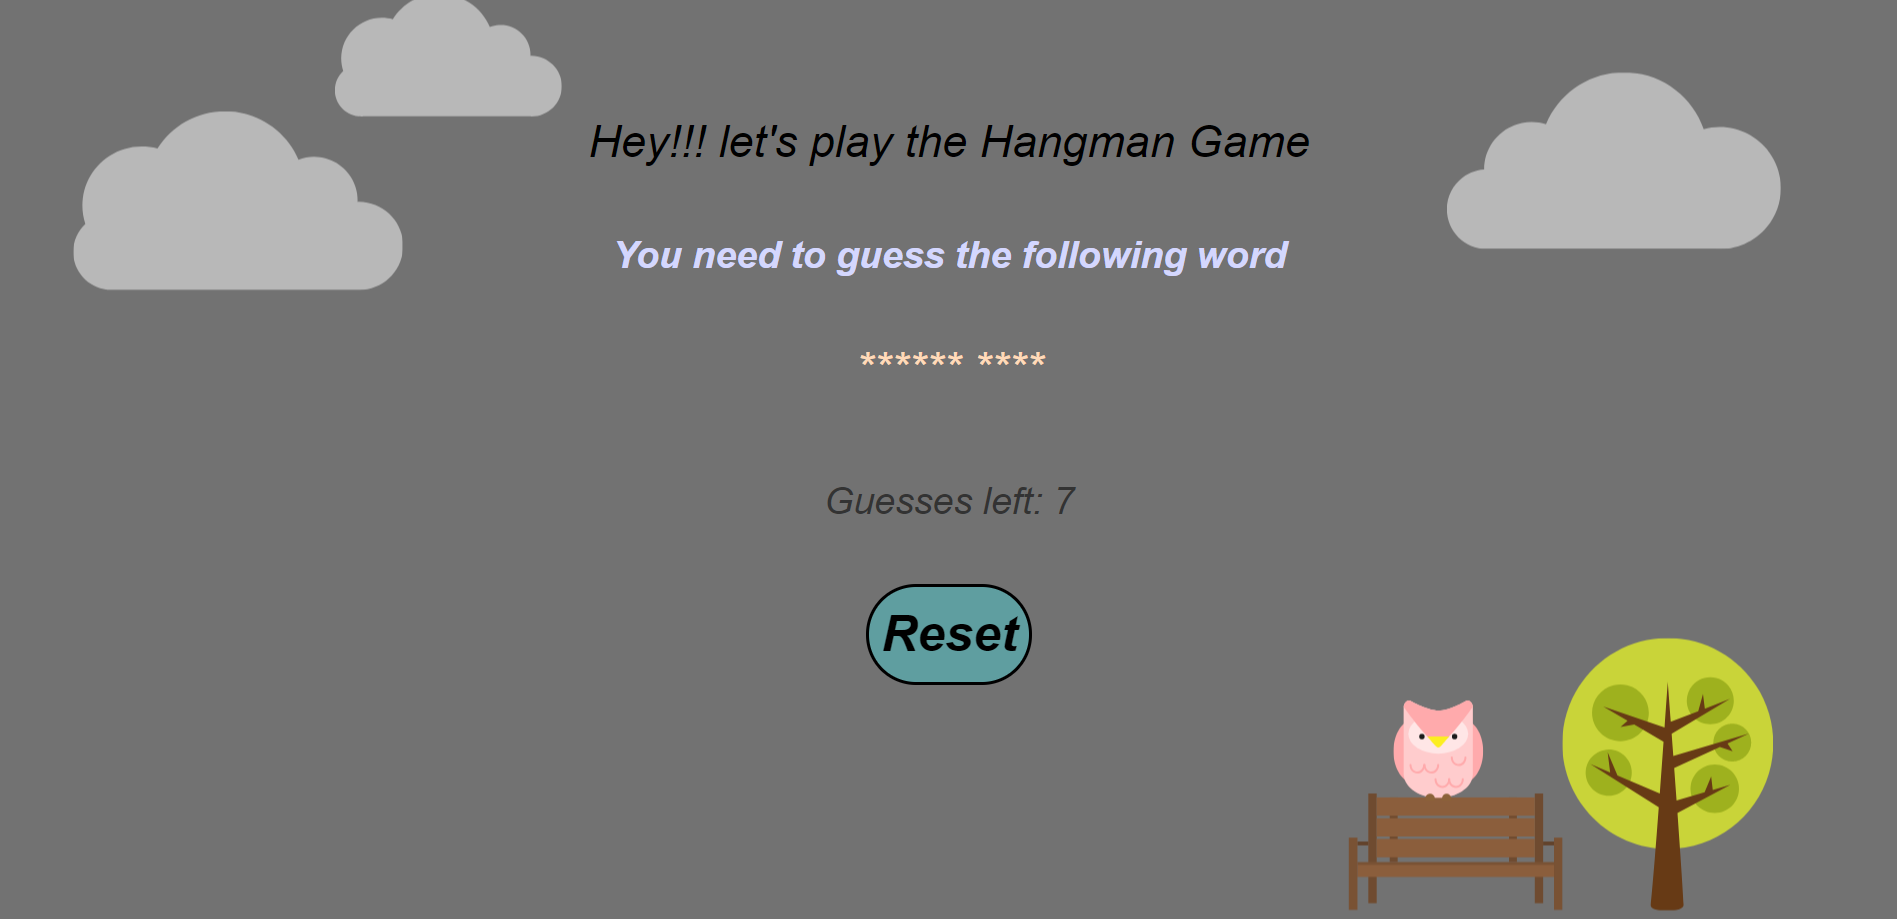 Hey!!! let's play the Hangman Game
You need to guess the following word
****** ****
Guesses left: 7
Reset